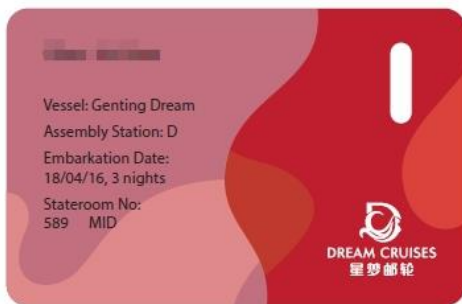 Vessel: Genting Dream
Assembly Station: D
Embarkation Date:
18/04/16, 3 nights
Stateroom No:
589 MID
DREAM CRUISES
星梦邮轮